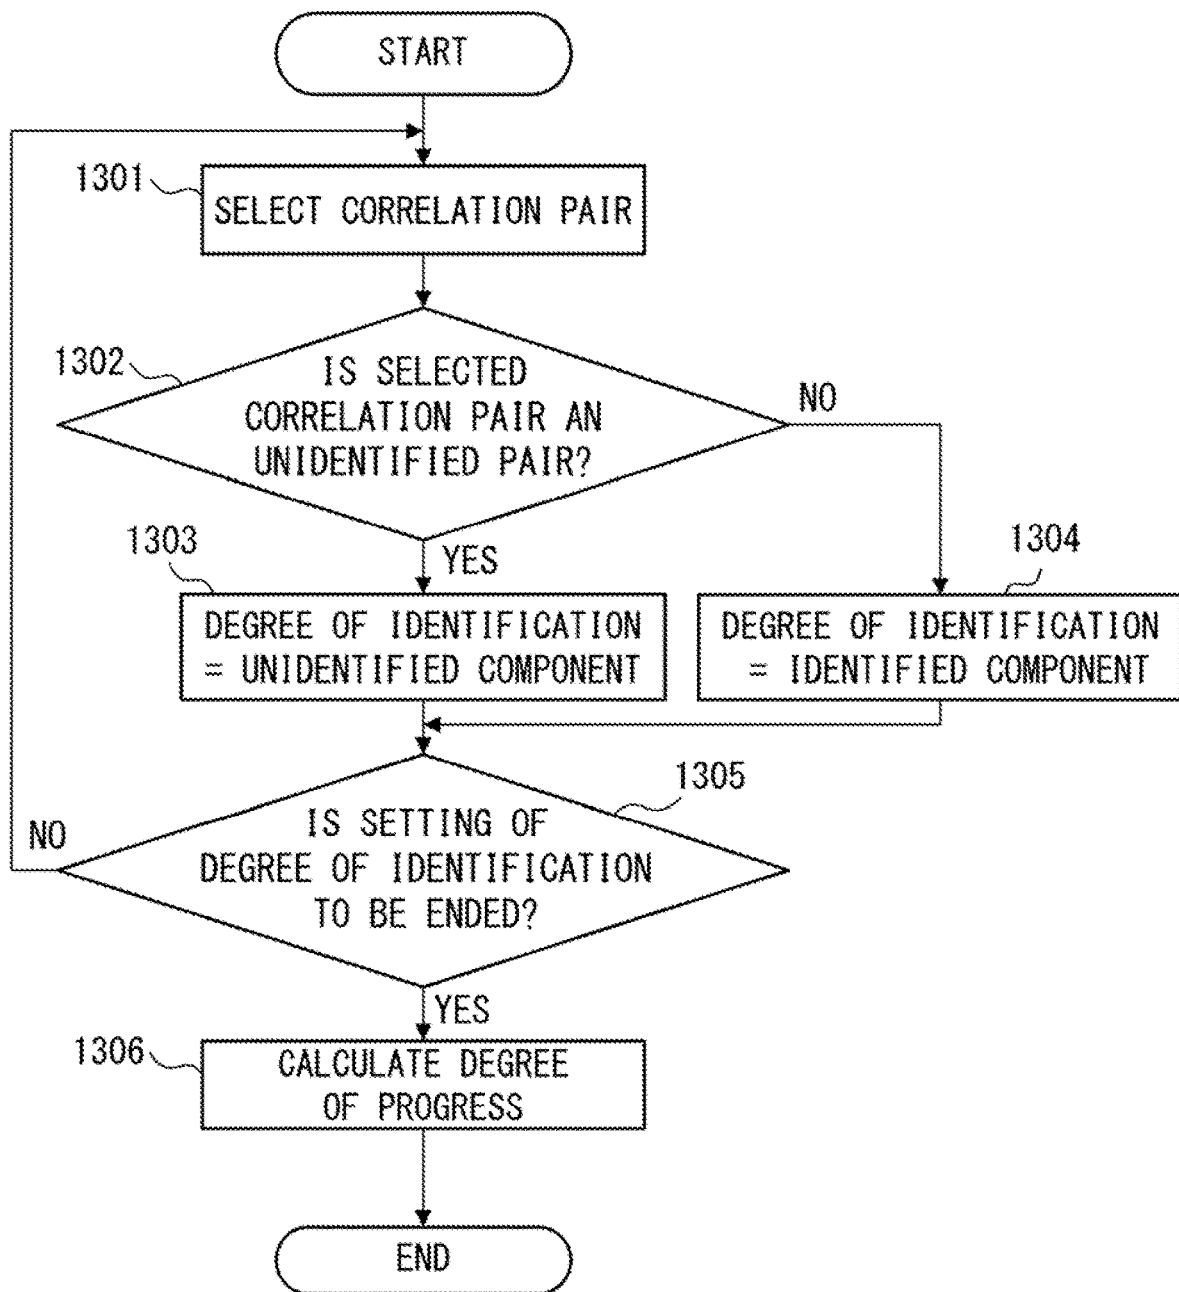 START
1301
SELECT CORRELATION PAIR
1302
IS SELECTED
CORRELATION PAIR AN
UNIDENTIFIED PAIR?
NO
YES
1303
DEGREE OF IDENTIFICATION
= UNIDENTIFIED COMPONENT
1304
DEGREE OF IDENTIFICATION
= IDENTIFIED COMPONENT
1305
IS SETTING OF
DEGREE OF IDENTIFICATION
TO BE ENDED?
NO
YES
1306
CALCULATE DEGREE
OF PROGRESS
END